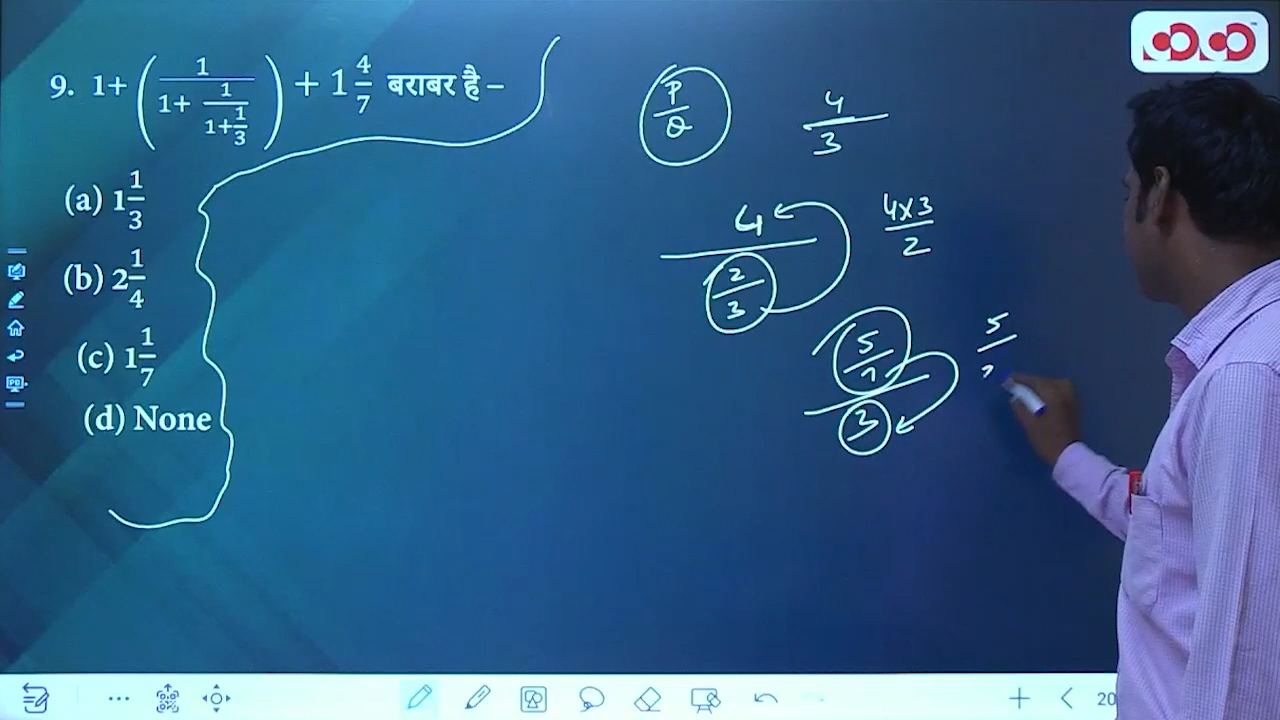 9. 1+ ( 1 / (1+ 1 / (1+ 1/3)) ) + 1 4/7 बराबर है –
(a) 1 1/3
(b) 2 1/4
(c) 1 1/7
(d) None
P/Q
4/3
4 / (2/3)
4×3 / 2
5/7 / 3
5
20